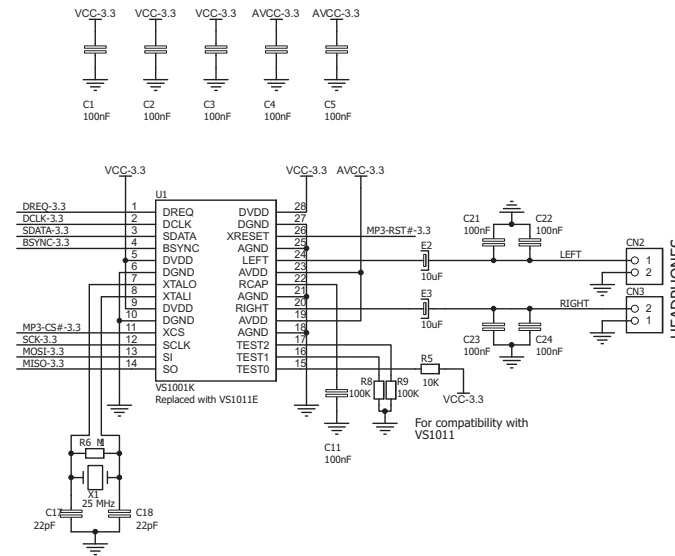 VCC-3.3 VCC-3.3 VCC-3.3 AVCC-3.3 AVCC-3.3
C1 C2 C3 C4 C5
100nF 100nF 100nF 100nF 100nF
VCC-3.3 VCC-3.3 AVCC-3.3
U1
DREQ-3.3 1 DREQ DVDD 28
DCLK-3.3 2 DCLK DGND 27
SDATA-3.3 3 SDATA XRESET 26 MP3-RST#-3.3
BSYNC-3.3 4 BSYNC AGND 25
5 DVDD LEFT 24
6 DGND AVDD 23
7 XTALO RCAP 22
8 XTALI AGND 21
9 DVDD RIGHT 20
10 DGND AVDD 19
MP3-CS#-3.3 11 XCS AGND 18
SCK-3.3 12 SCLK TEST2 17
MOSI-3.3 13 SI TEST1 16
MISO-3.3 14 SO TEST0 15
VS1001K
Replaced with VS1011E
C21 C22
100nF 100nF
E2 LEFT CN2
10uF 1
2
E3 RIGHT CN3
10uF 2
1
HEADPHONES
C23 C24
100nF 100nF
R5
10K
VCC-3.3
R8 R9
100K 100K
For compatibility with
VS1011
C11
100nF
R6 M1
X1
25 MHz
C17 C18
22pF 22pF